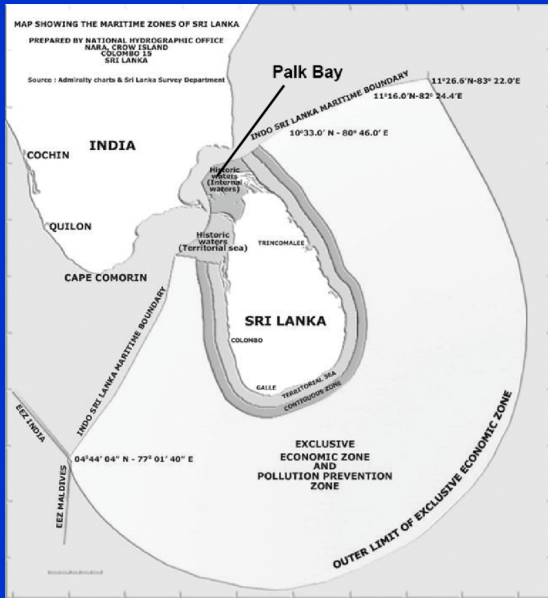 MAP SHOWING THE MARITIME ZONES OF SRI LANKA
PREPARED BY NATIONAL HYDROGRAPHIC OFFICE
NARA, CROW ISLAND
COLOMBO 15
SRI LANKA
Source : Admiralty charts & Sri Lanka Survey Department
Palk Bay
INDO SRI LANKA MARITIME BOUNDARY
11°26.6'N-83° 22.0'E
11°16.0'N-82° 24.4'E
10°33.0' N - 80° 46.0'E
INDIA
COCHIN
Historic
waters
(Internal
waters)
QUILON
Historic
waters
(Territorial sea)
TRINCOMALEE
CAPE COMORIN
SRI LANKA
INDO SRI LANKA MARITIME BOUNDARY
COLOMBO
GALLE
TERRITORIAL SEA
CONTIGUOUS ZONE
EEZ INDIA
04°44' 04" N - 77° 01' 40" E
EEZ MALDIVES
EXCLUSIVE
ECONOMIC ZONE
AND
POLLUTION PREVENTION
ZONE
OUTER LIMIT OF EXCLUSIVE ECONOMIC ZONE